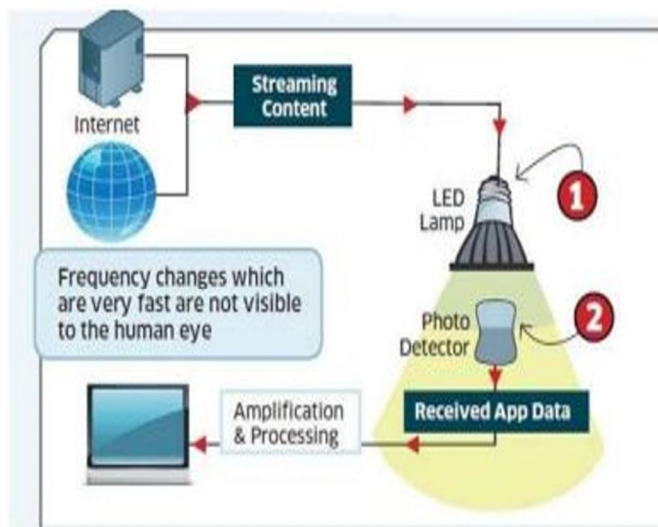 Streaming
Content
Internet
1
LED
Lamp
Frequency changes which
are very fast are not visible
to the human eye
Photo
Detector
2
Amplification
& Processing
Received App Data